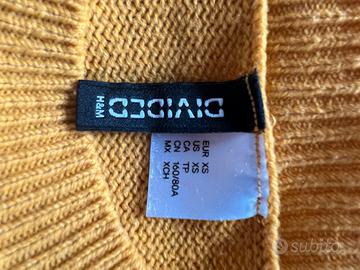 DIVIDED
H&M
EUR XS
US XS
CA TP
CN 160/80A
MX XCH
subito